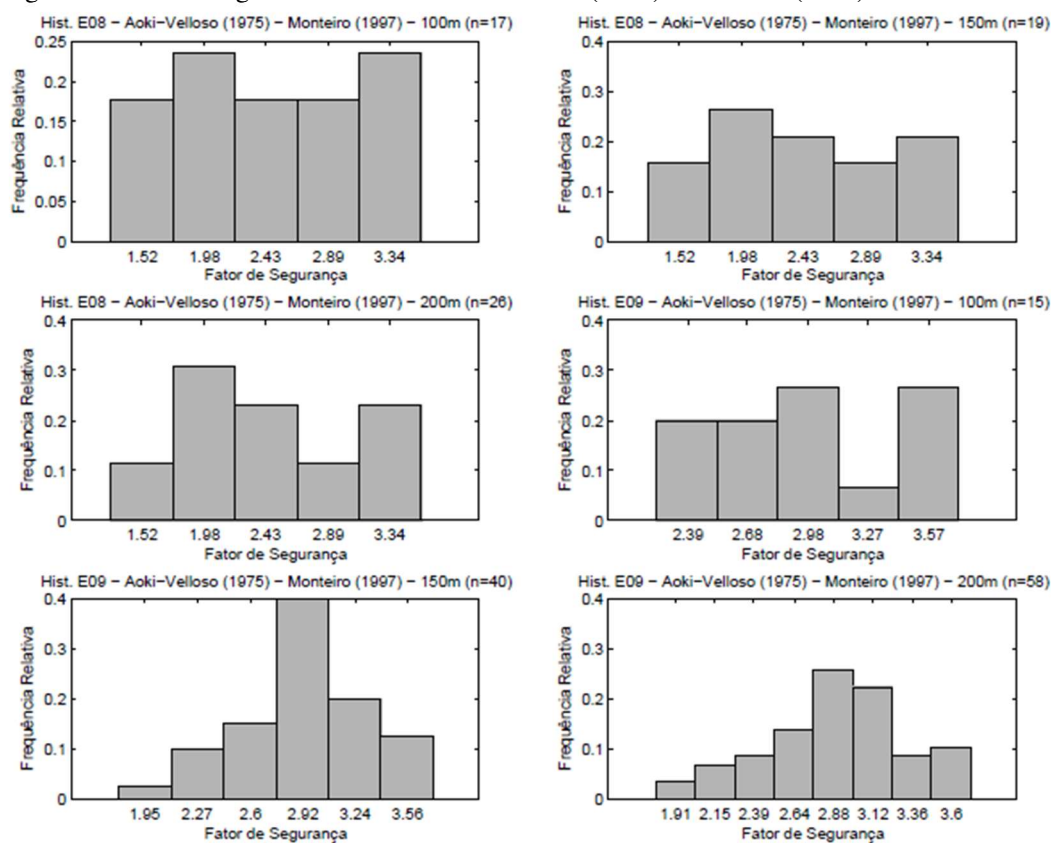 Hist. E08 − Aoki−Velloso (1975) − Monteiro (1997) − 100m (n=17)
0.25
0.2
0.15
0.1
0.05
0
Frequência Relativa
1.52 1.98 2.43 2.89 3.34
Fator de Segurança
Hist. E08 − Aoki−Velloso (1975) − Monteiro (1997) − 150m (n=19)
0.4
0.3
0.2
0.1
0
Frequência Relativa
1.52 1.98 2.43 2.89 3.34
Fator de Segurança
Hist. E08 − Aoki−Velloso (1975) − Monteiro (1997) − 200m (n=26)
0.4
0.3
0.2
0.1
0
Frequência Relativa
1.52 1.98 2.43 2.89 3.34
Fator de Segurança
Hist. E09 − Aoki−Velloso (1975) − Monteiro (1997) − 100m (n=15)
0.4
0.3
0.2
0.1
0
Frequência Relativa
2.39 2.68 2.98 3.27 3.57
Fator de Segurança
Hist. E09 − Aoki−Velloso (1975) − Monteiro (1997) − 150m (n=40)
0.4
0.3
0.2
0.1
0
Frequência Relativa
1.95 2.27 2.6 2.92 3.24 3.56
Fator de Segurança
Hist. E09 − Aoki−Velloso (1975) − Monteiro (1997) − 200m (n=58)
0.4
0.3
0.2
0.1
0
Frequência Relativa
1.91 2.15 2.39 2.64 2.88 3.12 3.36 3.6
Fator de Segurança